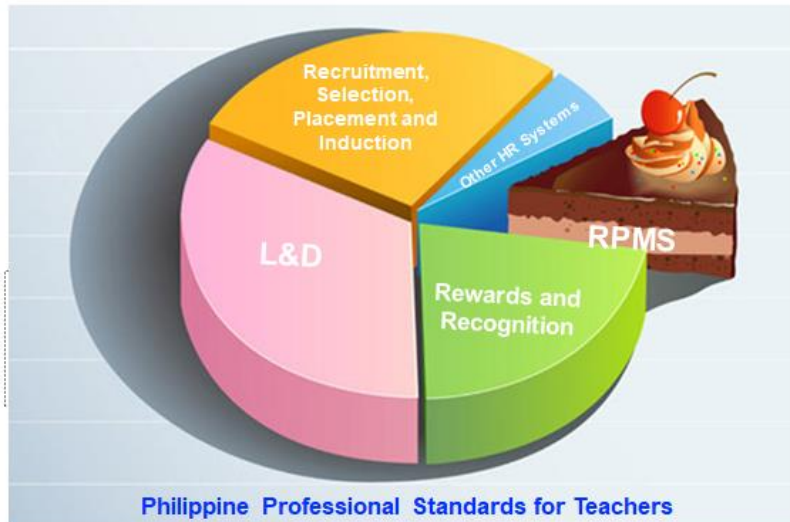 Recruitment,
Selection,
Placement and
Induction
Other HR Systems
RPMS
L&D
Rewards and
Recognition
Philippine Professional Standards for Teachers